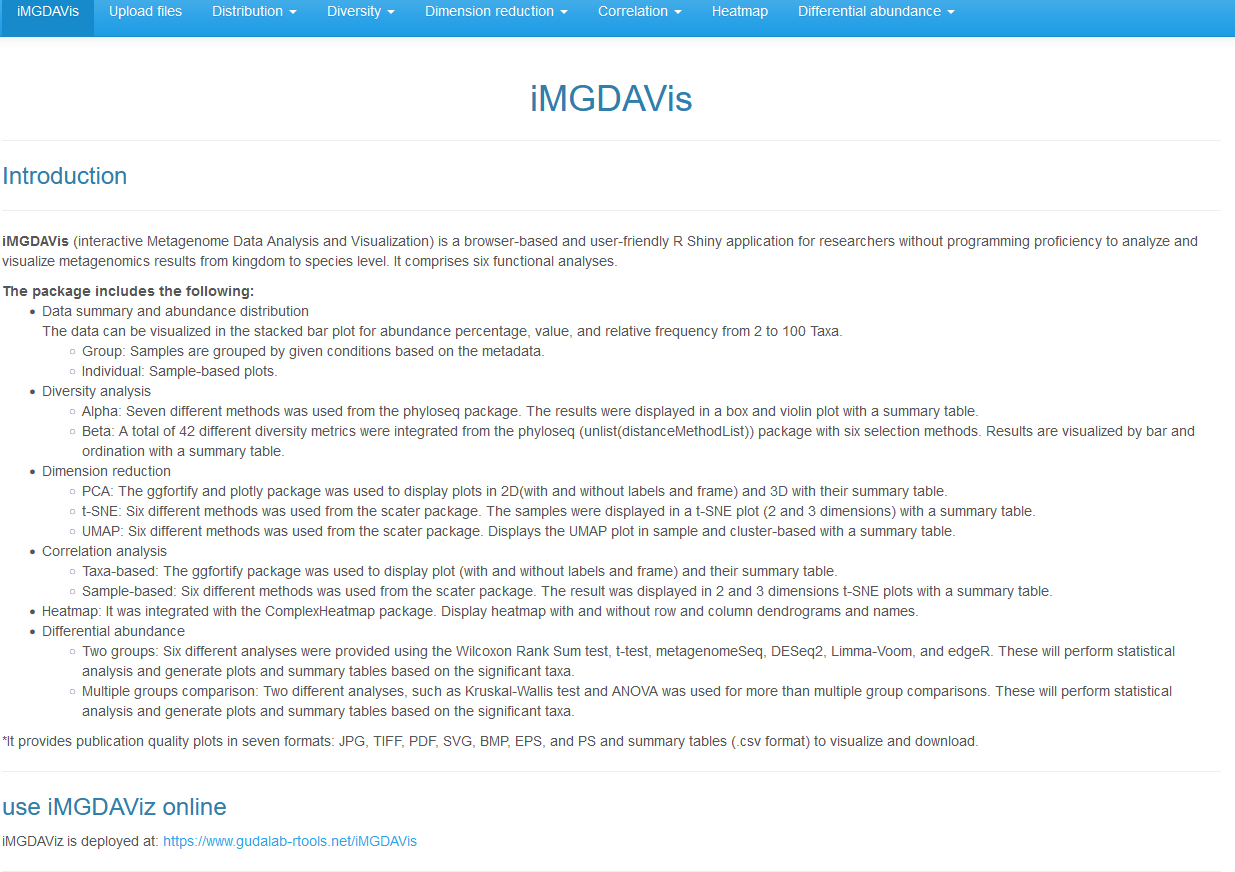 iMGDAVis Upload files Distribution Diversity Dimension reduction Correlation Heatmap Differential abundance
iMGDAVis
Introduction
iMGDAVis (interactive Metagenome Data Analysis and Visualization) is a browser-based and user-friendly R Shiny application for researchers without programming proficiency to analyze and
visualize metagenomics results from kingdom to species level. It comprises six functional analyses.
The package includes the following:
• Data summary and abundance distribution
The data can be visualized in the stacked bar plot for abundance percentage, value, and relative frequency from 2 to 100 Taxa.
◦ Group: Samples are grouped by given conditions based on the metadata.
◦ Individual: Sample-based plots.
• Diversity analysis
◦ Alpha: Seven different methods was used from the phyloseq package. The results were displayed in a box and violin plot with a summary table.
◦ Beta: A total of 42 different diversity metrics were integrated from the phyloseq (unlist(distanceMethodList)) package with six selection methods. Results are visualized by bar and
ordination with a summary table.
• Dimension reduction
◦ PCA: The ggfortify and plotly package was used to display plots in 2D(with and without labels and frame) and 3D with their summary table.
◦ t-SNE: Six different methods was used from the scater package. The samples were displayed in a t-SNE plot (2 and 3 dimensions) with a summary table.
◦ UMAP: Six different methods was used from the scater package. Displays the UMAP plot in sample and cluster-based with a summary table.
• Correlation analysis
◦ Taxa-based: The ggfortify package was used to display plot (with and without labels and frame) and their summary table.
◦ Sample-based: Six different methods was used from the scater package. The result was displayed in 2 and 3 dimensions t-SNE plots with a summary table.
• Heatmap: It was integrated with the ComplexHeatmap package. Display heatmap with and without row and column dendrograms and names.
• Differential abundance
◦ Two groups: Six different analyses were provided using the Wilcoxon Rank Sum test, t-test, metagenomeSeq, DESeq2, Limma-Voom, and edgeR. These will perform statistical
analysis and generate plots and summary tables based on the significant taxa.
◦ Multiple groups comparison: Two different analyses, such as Kruskal-Wallis test and ANOVA was used for more than multiple group comparisons. These will perform statistical
analysis and generate plots and summary tables based on the significant taxa.
*It provides publication quality plots in seven formats: JPG, TIFF, PDF, SVG, BMP, EPS, and PS and summary tables (.csv format) to visualize and download.
use iMGDAViz online
iMGDAViz is deployed at: https://www.gudalab-rtools.net/iMGDAVis